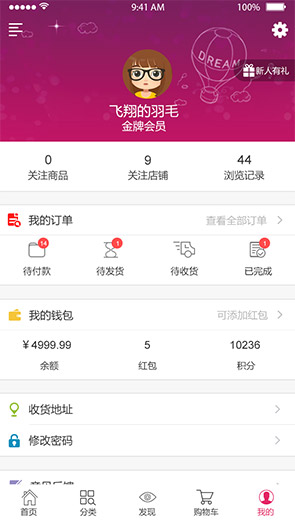 9:41 AM 100%
DREAM
新人有礼
飞翔的羽毛
金牌会员
0 9 44
关注商品 关注店铺 浏览记录
我的订单 查看全部订单
14 1 1
待付款 待发货 待收货 已完成
我的钱包 可添加红包
￥4999.99 5 10236
余额 红包 积分
收货地址
修改密码
意见反馈
首页 分类 发现 购物车 我的